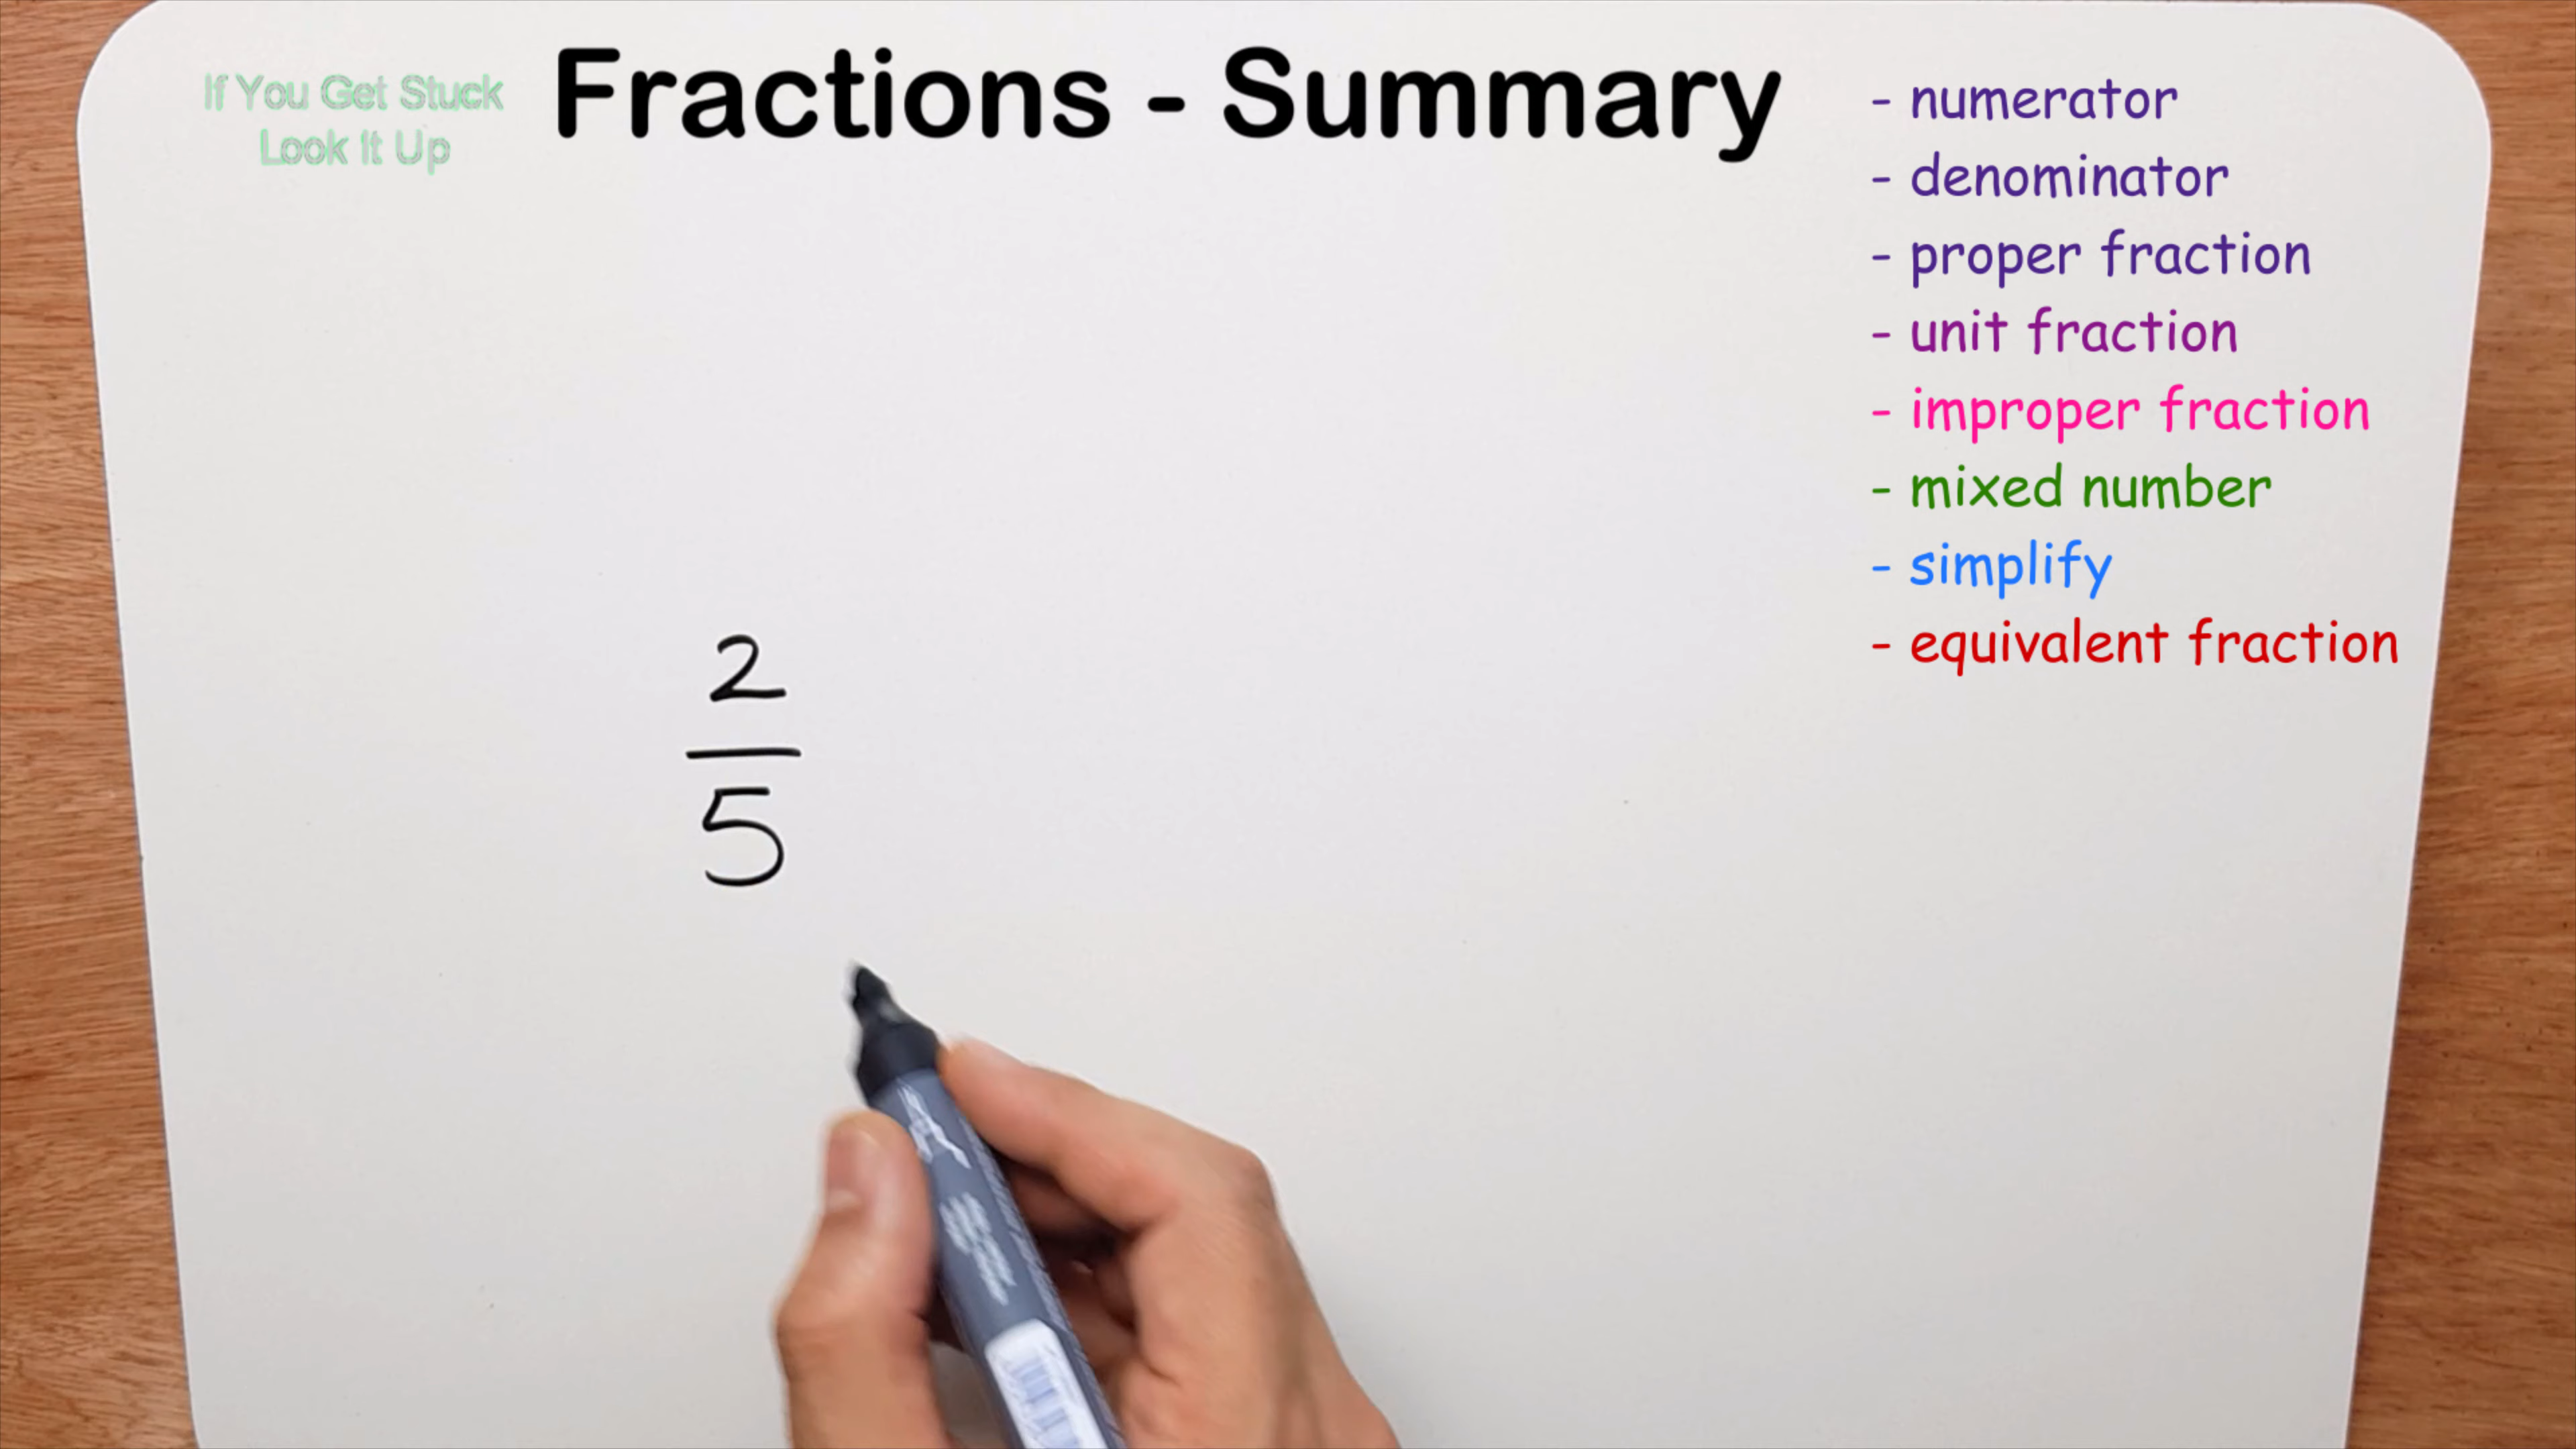 If You Get Stuck
Look It Up
Fractions - Summary
- numerator
- denominator
- proper fraction
- unit fraction
- improper fraction
- mixed number
- simplify
- equivalent fraction
2
5